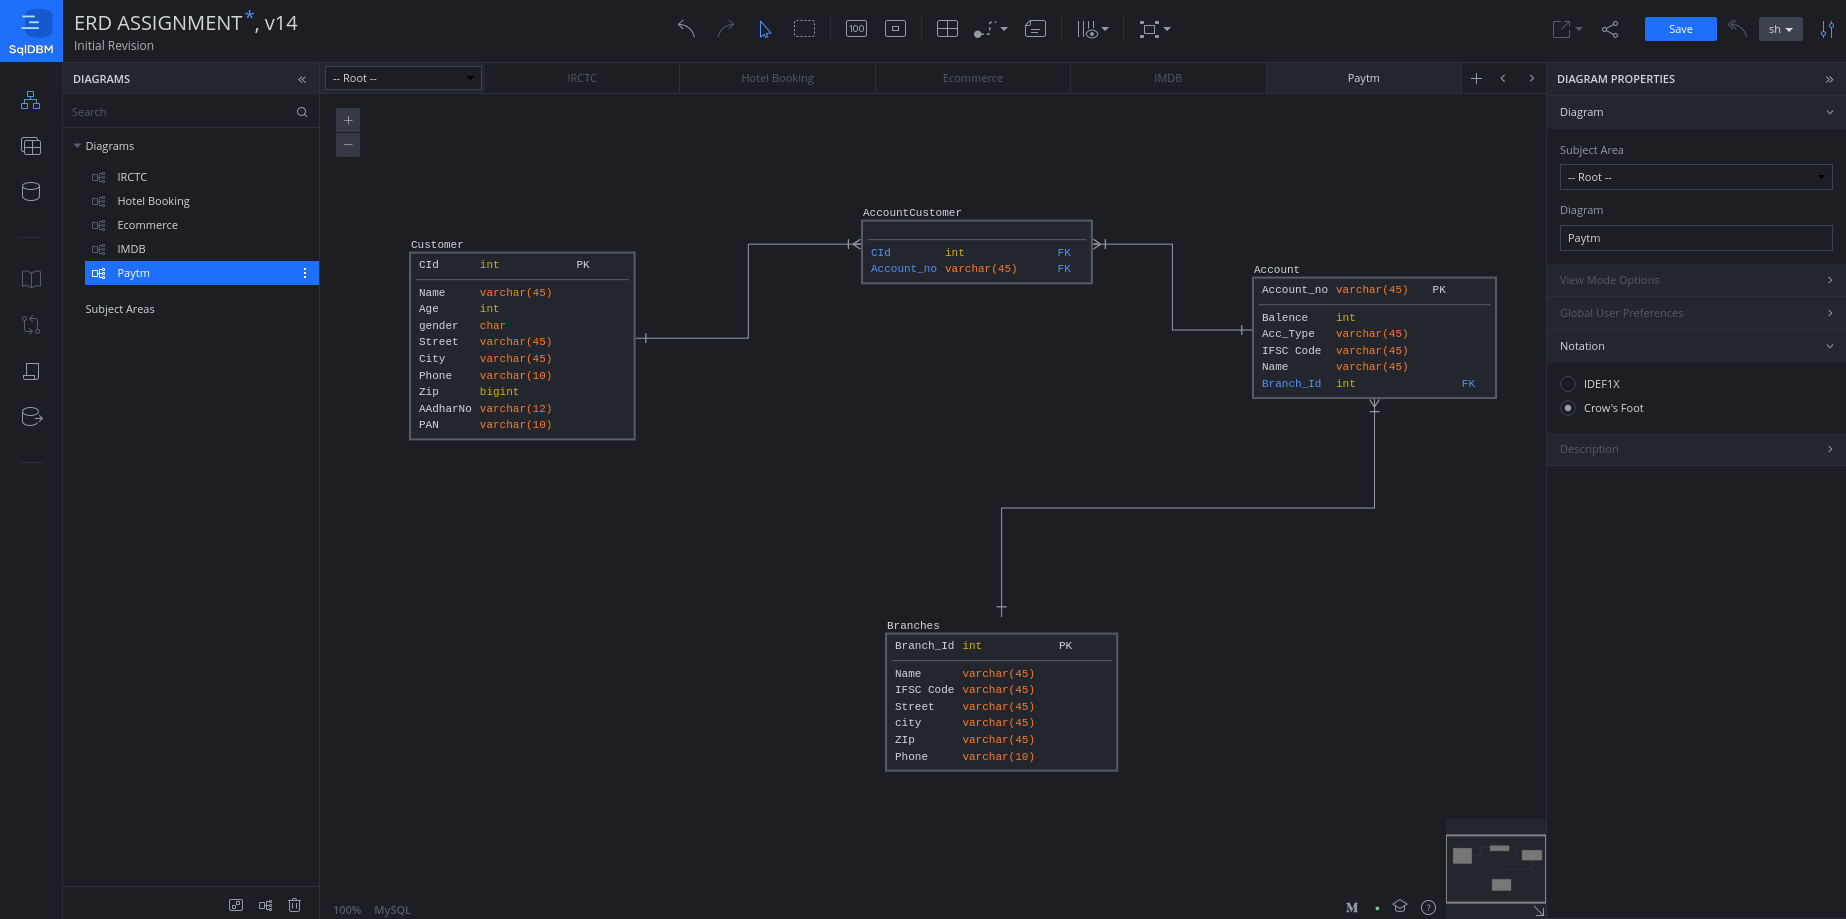 SqlDBM
ERD ASSIGNMENT*, v14
Initial Revision
100
Save
sh
DIAGRAMS
Search
Diagrams
IRCTC
Hotel Booking
Ecommerce
IMDB
Paytm
Subject Areas
-- Root --
IRCTC
Hotel Booking
Ecommerce
IMDB
Paytm
Customer
CId int PK
Name varchar(45)
Age int
gender char
Street varchar(45)
City varchar(45)
Phone varchar(10)
Zip bigint
AAdharNo varchar(12)
PAN varchar(10)
AccountCustomer
CId int FK
Account_no varchar(45) FK
Account
Account_no varchar(45) PK
Balence int
Acc_Type varchar(45)
IFSC Code varchar(45)
Name varchar(45)
Branch_Id int FK
Branches
Branch_Id int PK
Name varchar(45)
IFSC Code varchar(45)
Street varchar(45)
city varchar(45)
ZIp varchar(45)
Phone varchar(10)
100% MySQL
M
DIAGRAM PROPERTIES
Diagram
Subject Area
-- Root --
Diagram
Paytm
View Mode Options
Global User Preferences
Notation
IDEF1X
Crow's Foot
Description